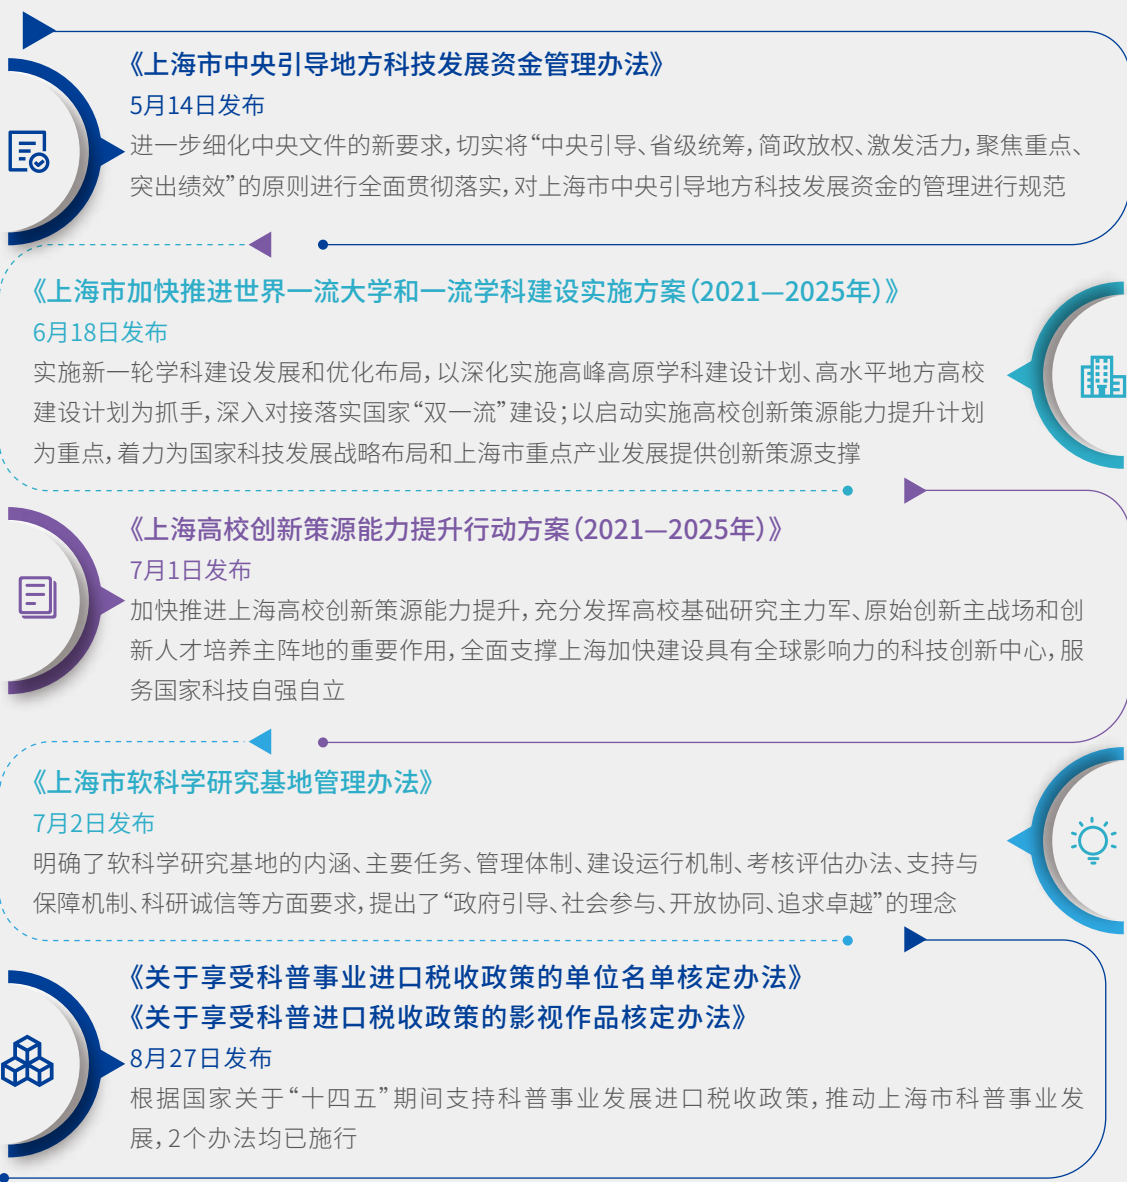 《上海市中央引导地方科技发展资金管理办法》
5月14日发布
进一步细化中央文件的新要求,切实将“中央引导、省级统筹,简政放权、激发活力,聚焦重点、
突出绩效”的原则进行全面贯彻落实,对上海市中央引导地方科技发展资金的管理进行规范
《上海市加快推进世界一流大学和一流学科建设实施方案(2021—2025年)》
6月18日发布
实施新一轮学科建设发展和优化布局,以深化实施高峰高原学科建设计划、高水平地方高校
建设计划为抓手,深入对接落实国家“双一流”建设;以启动实施高校创新策源能力提升计划
为重点,着力为国家科技发展战略布局和上海市重点产业发展提供创新策源支撑
《上海高校创新策源能力提升行动方案(2021—2025年)》
7月1日发布
加快推进上海高校创新策源能力提升,充分发挥高校基础研究主力军、原始创新主战场和创
新人才培养主阵地的重要作用,全面支撑上海加快建设具有全球影响力的科技创新中心,服
务国家科技自强自立
《上海市软科学研究基地管理办法》
7月2日发布
明确了软科学研究基地的内涵、主要任务、管理体制、建设运行机制、考核评估办法、支持与
保障机制、科研诚信等方面要求,提出了“政府引导、社会参与、开放协同、追求卓越”的理念
《关于享受科普事业进口税收政策的单位名单核定办法》
《关于享受科普进口税收政策的影视作品核定办法》
8月27日发布
根据国家关于“十四五”期间支持科普事业发展进口税收政策,推动上海市科普事业发
展,2个办法均已施行